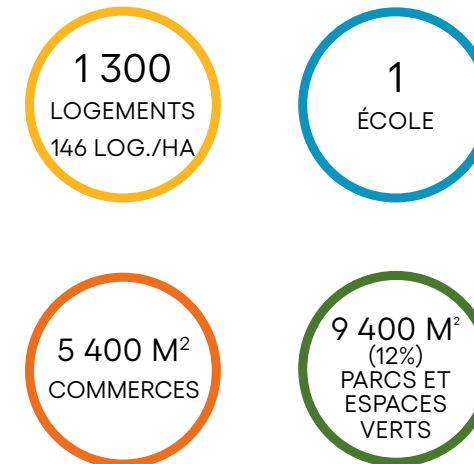 1 300
LOGEMENTS
146 LOG./HA
1
ÉCOLE
5 400 M²
COMMERCES
9 400 M²
(12%)
PARCS ET
ESPACES
VERTS